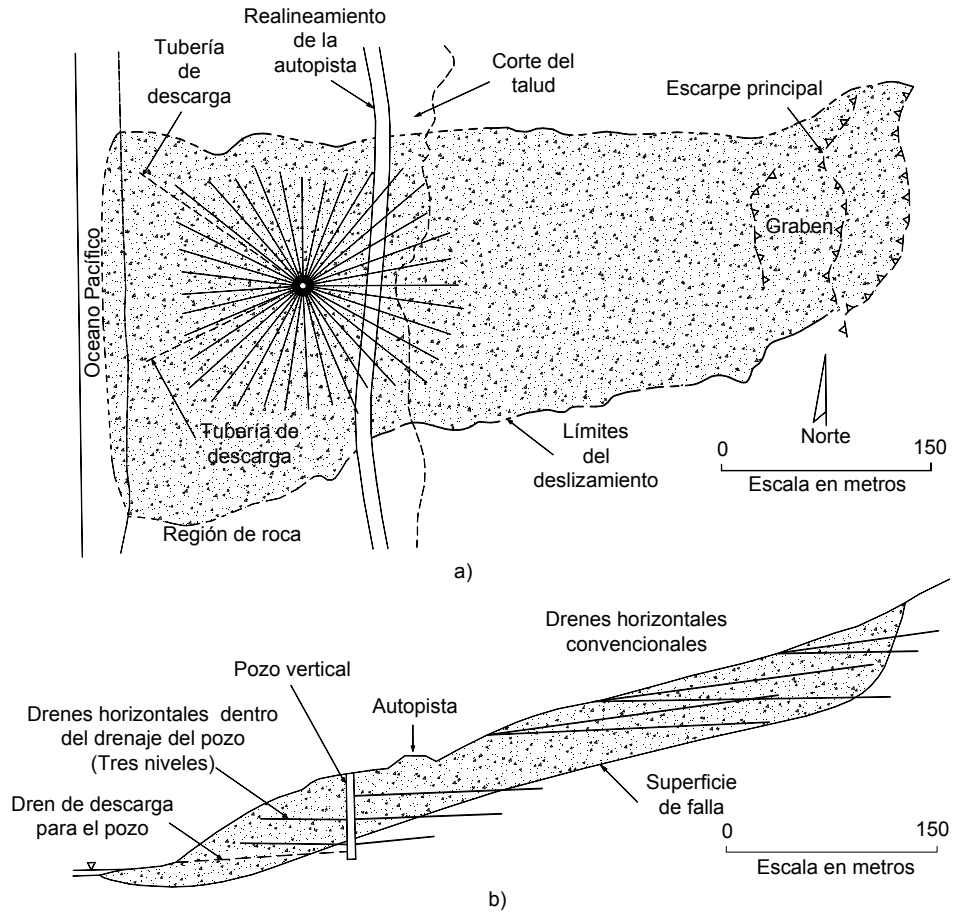 Realineamiento
de la
autopista
Tubería
de
descarga
Corte del
talud
Escarpe principal
Oceano Pacífico
Graben
Tubería de
descarga
Límites
del
deslizamiento
Norte
0 150
Escala en metros
Región de roca
a)
Drenes horizontales
convencionales
Pozo vertical
Autopista
Drenes horizontales dentro
del drenaje del pozo
(Tres niveles)
Superficie
de falla
Dren de descarga
para el pozo
0 150
Escala en metros
b)